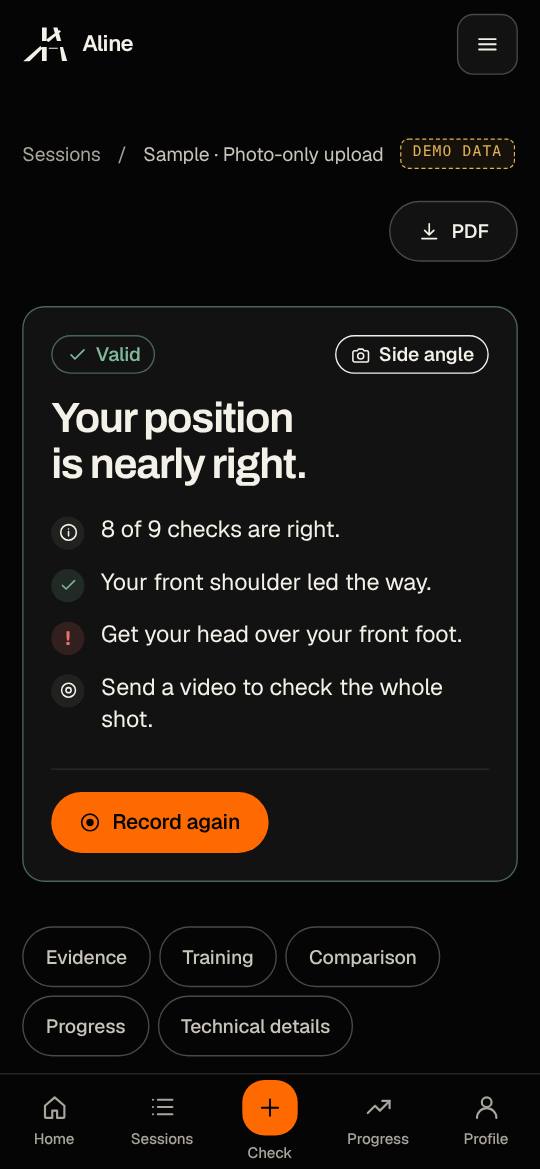 Aline
Sessions / Sample · Photo-only upload DEMO DATA
PDF
Valid Side angle
Your position
is nearly right.
8 of 9 checks are right.
Your front shoulder led the way.
Get your head over your front foot.
Send a video to check the whole
shot.
Record again
Evidence Training Comparison
Progress Technical details
Home Sessions Check Progress Profile